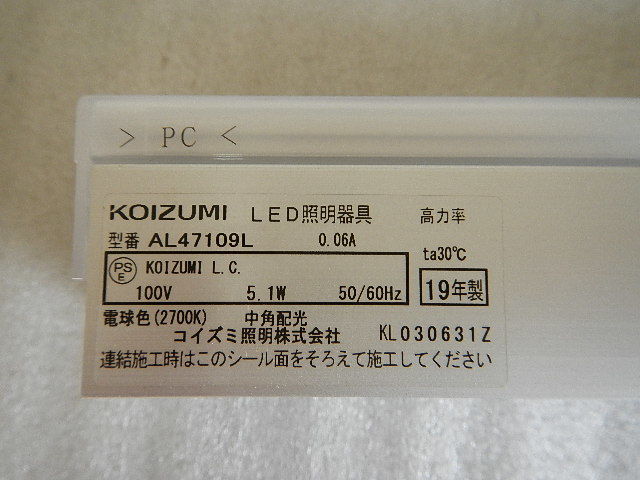 > PC <
KOIZUMI LED照明器具 高力率
型番 AL47109L 0.06A ta30℃
PS E KOIZUMI L.C.
100V 5.1W 50/60Hz 19年製
電球色(2700K) 中角配光
コイズミ照明株式会社 KL030631Z
連結施工時はこのシール面をそろえて施工してください